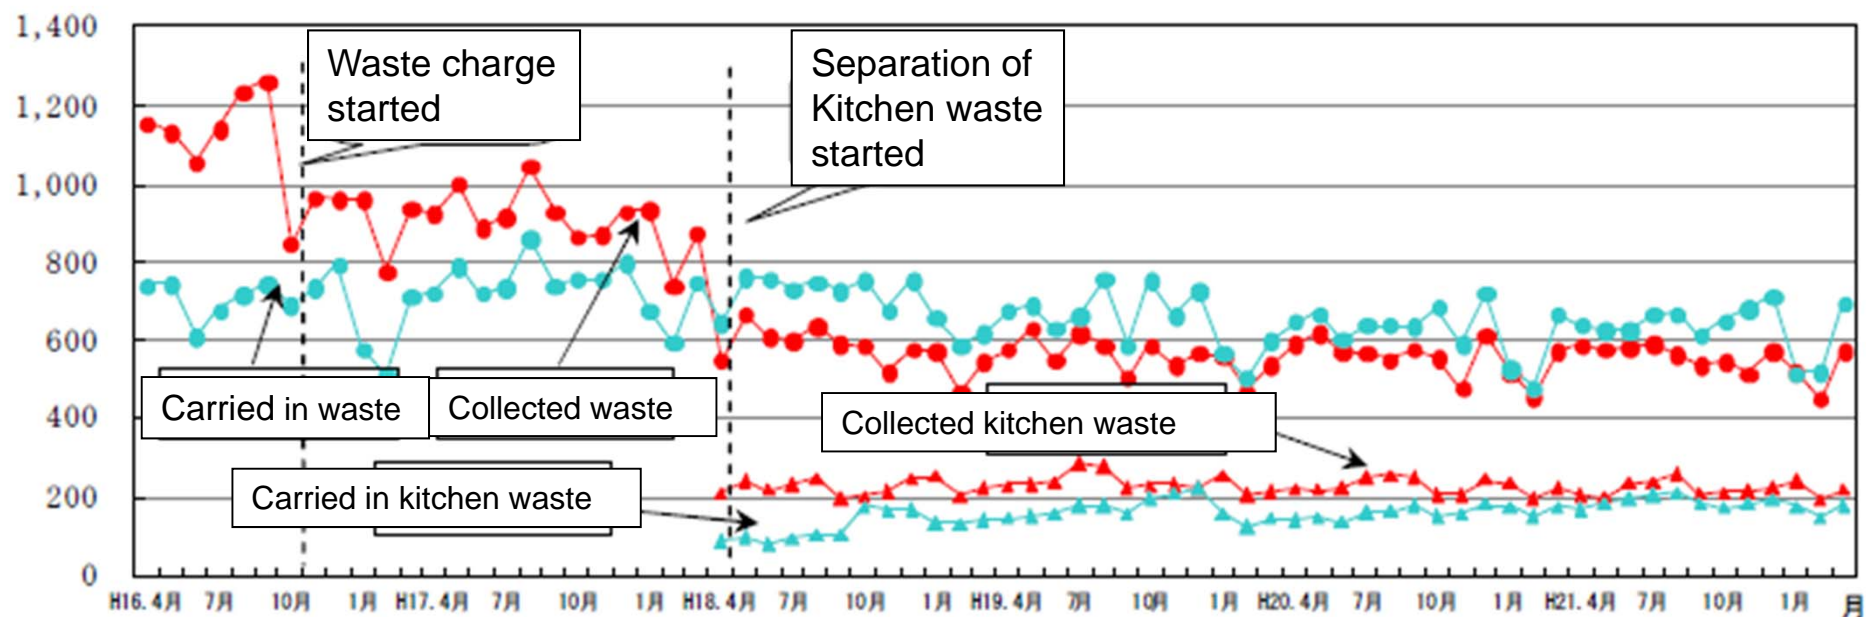 1,400
1,200
1,000
800
600
400
200
0
Waste charge
started
Separation of
Kitchen waste
started
Carried in waste
Collected waste
Collected kitchen waste
Carried in kitchen waste
H16.4月 7月 10月 1月 H17.4月 7月 10月 1月 H18.4月 7月 10月 1月 H19.4月 7月 10月 1月 H20.4月 7月 10月 1月 H21.4月 7月 10月 1月 月